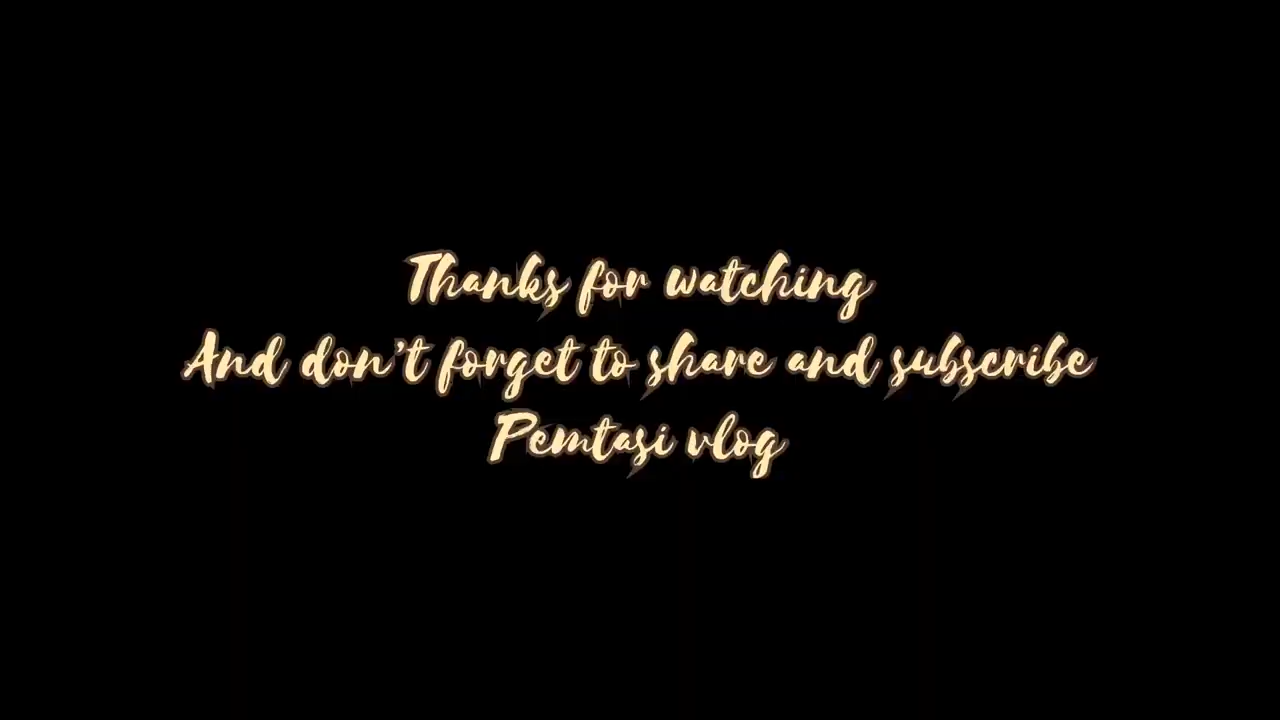 Thanks for watching
And don't forget to share and subscribe
Pemtasi vlog